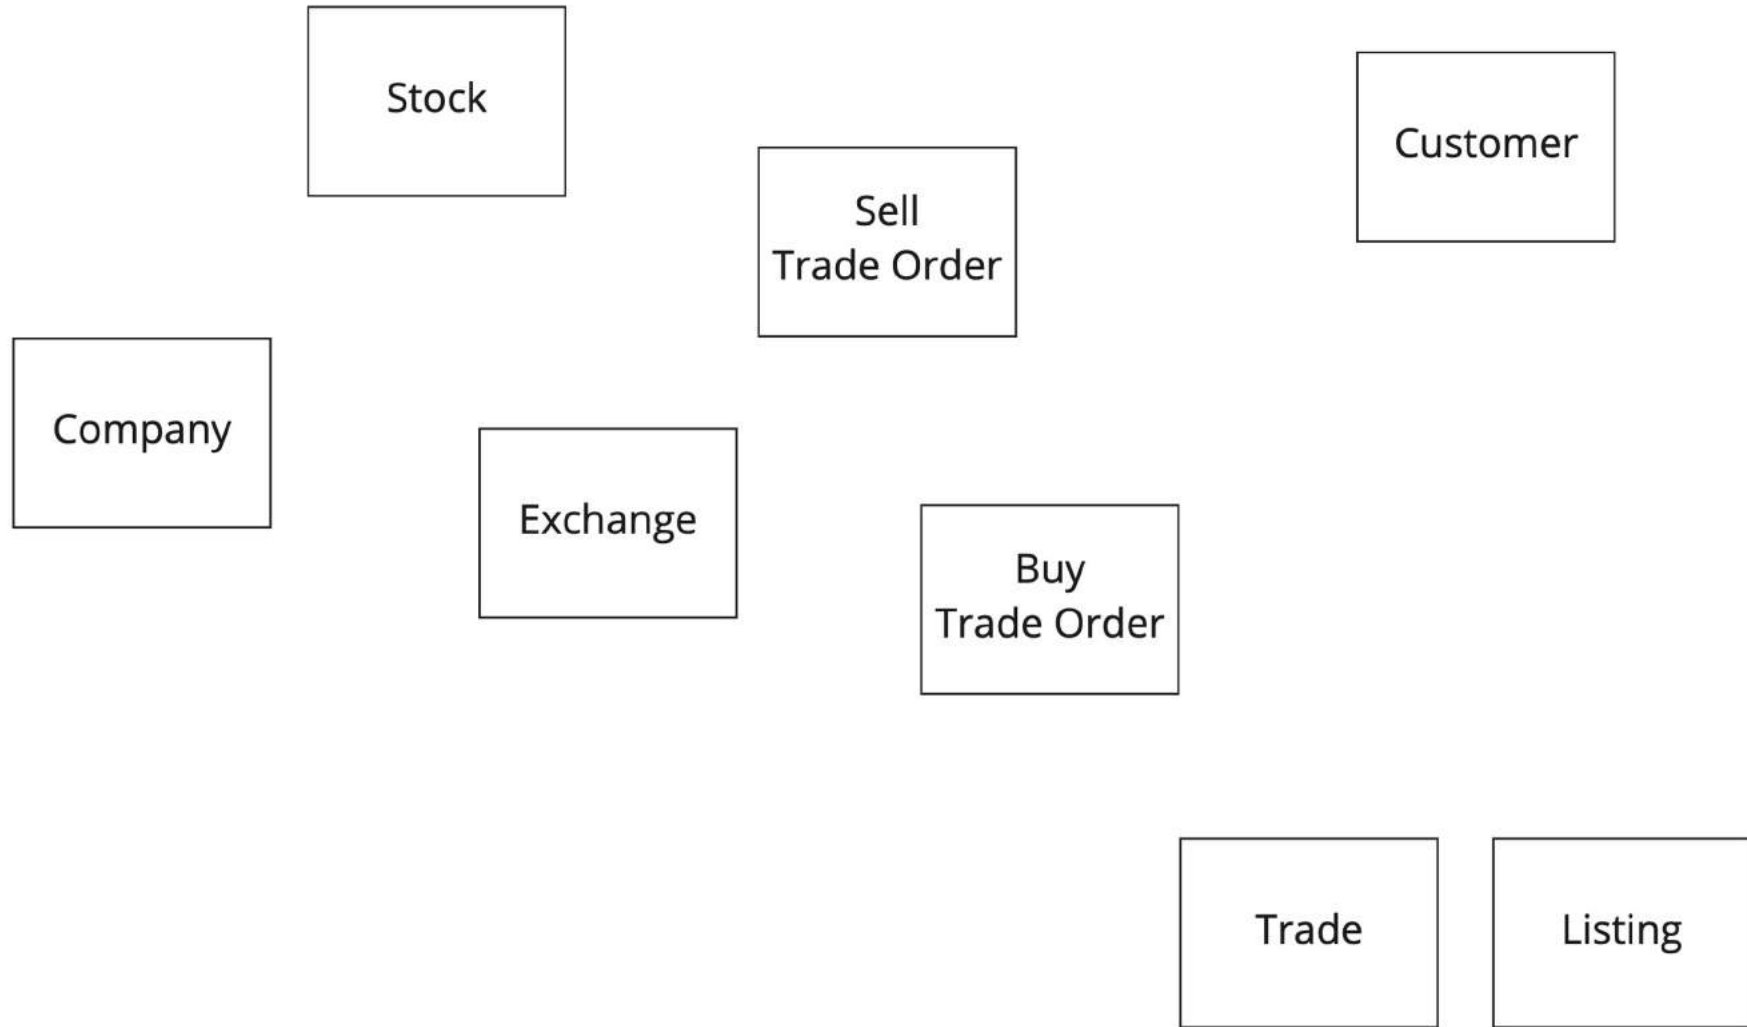 Stock
Customer
Sell
Trade Order
Company
Exchange
Buy
Trade Order
Trade
Listing